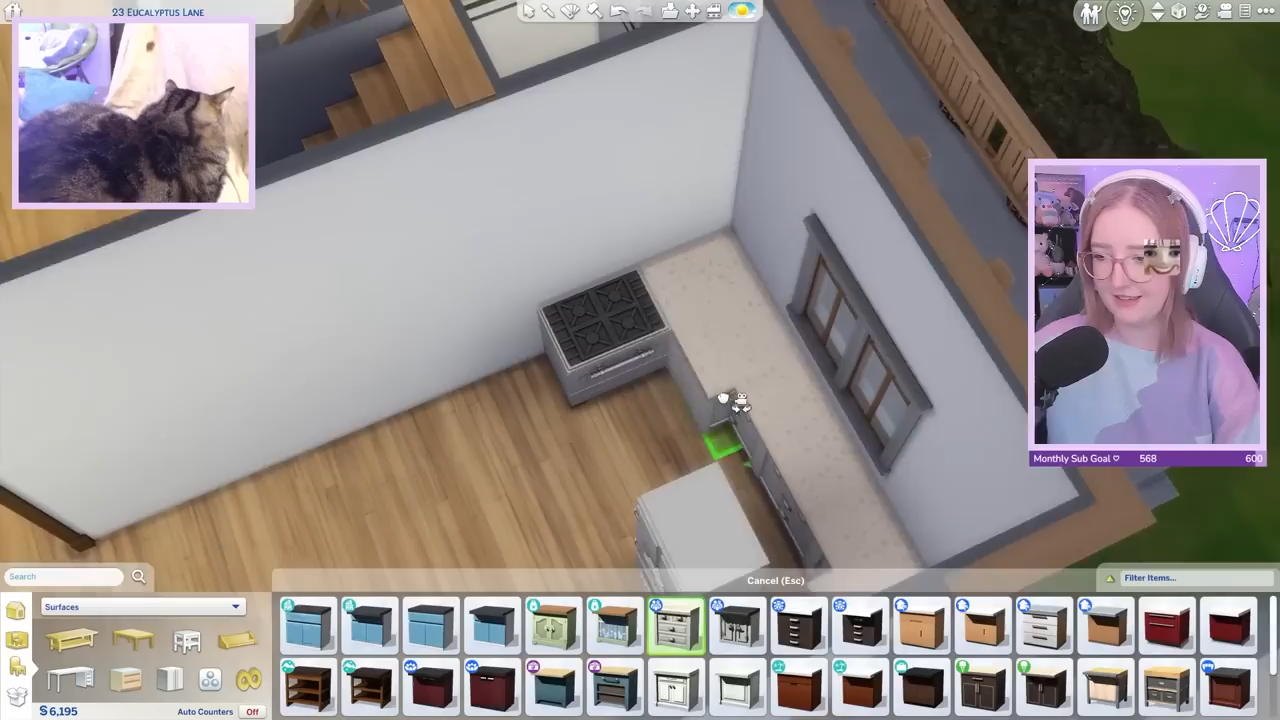 23 EUCALYPTUS LANE
Monthly Sub Goal ♡ 568 600
Cancel (Esc)
Search
Filter Items...
Surfaces
§6,195
Auto Counters Off